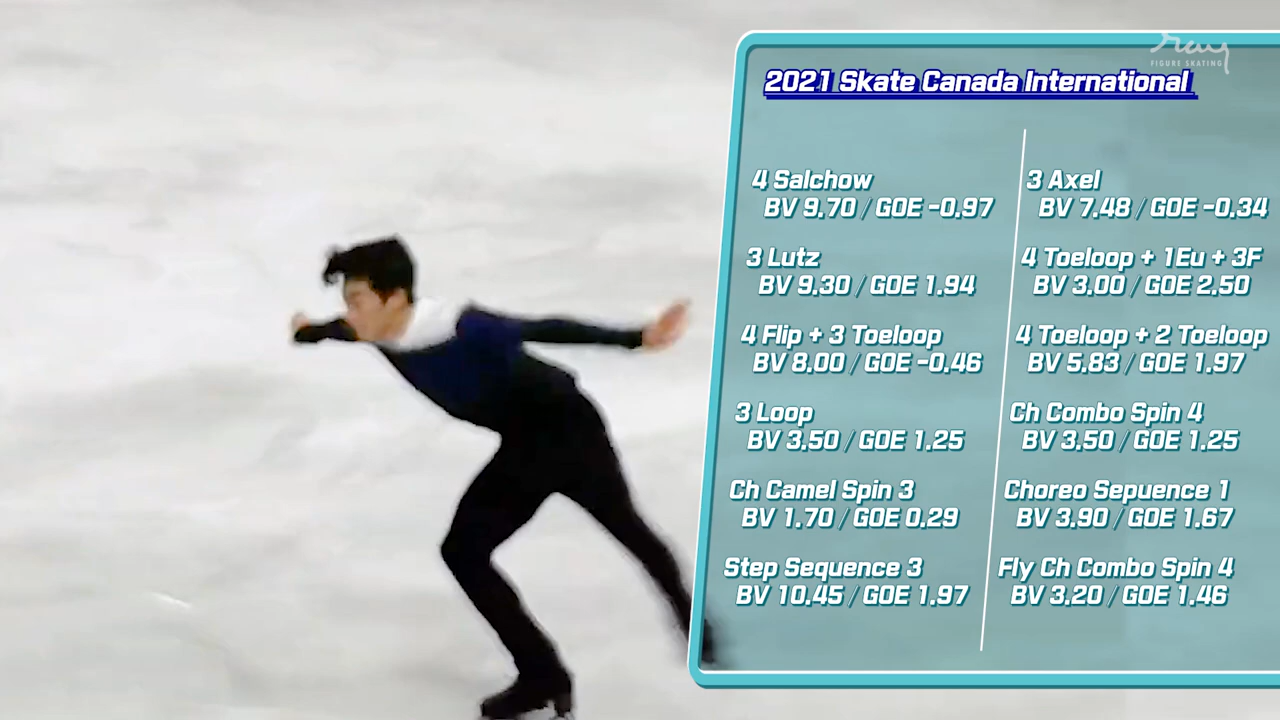 ray
FIGURE SKATING
2021 Skate Canada International
4 Salchow
BV 9.70 / GOE -0.97
3 Lutz
BV 9.30 / GOE 1.94
4 Flip + 3 Toeloop
BV 8.00 / GOE -0.46
3 Loop
BV 3.50 / GOE 1.25
Ch Camel Spin 3
BV 1.70 / GOE 0.29
Step Sequence 3
BV 10.45 / GOE 1.97
3 Axel
BV 7.48 / GOE -0.34
4 Toeloop + 1Eu + 3F
BV 3.00 / GOE 2.50
4 Toeloop + 2 Toeloop
BV 5.83 / GOE 1.97
Ch Combo Spin 4
BV 3.50 / GOE 1.25
Choreo Sepuence 1
BV 3.90 / GOE 1.67
Fly Ch Combo Spin 4
BV 3.20 / GOE 1.46